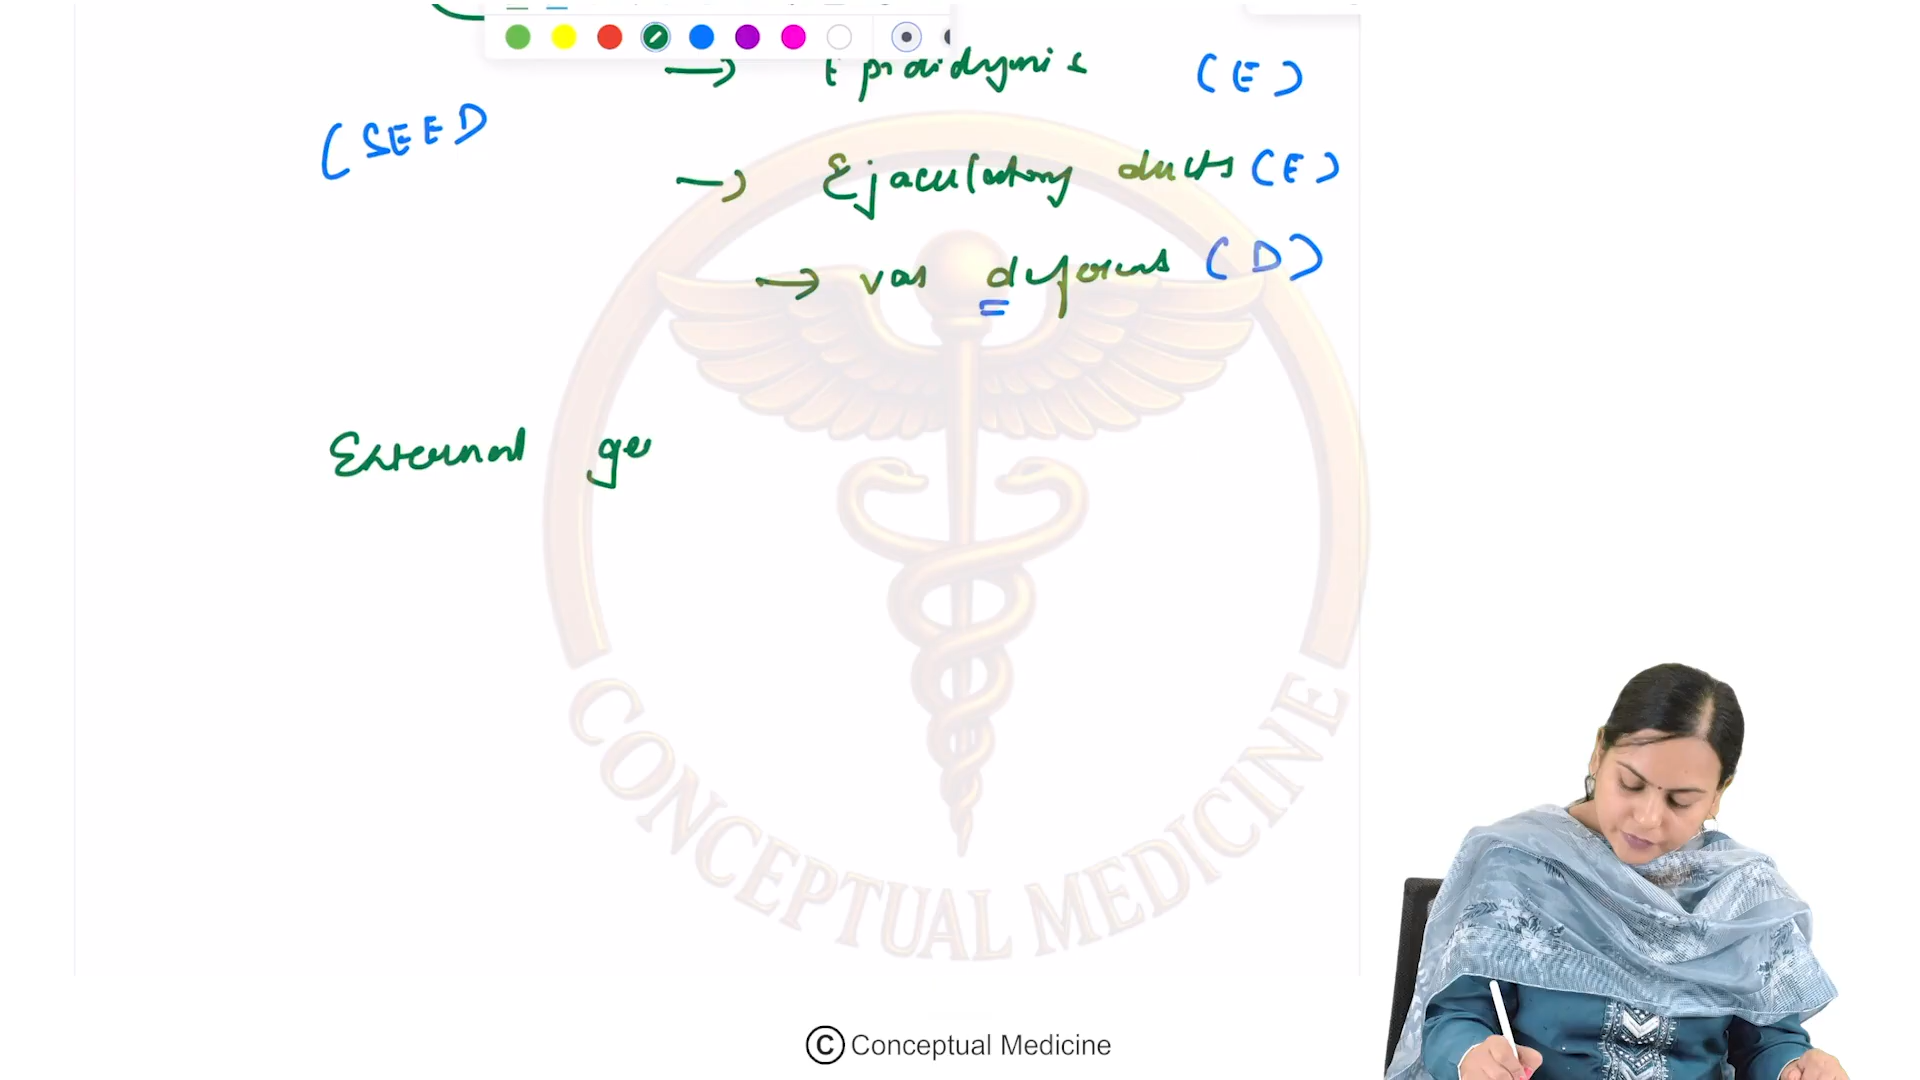 → Epididymis (E)
(SEED
→ Ejaculatory ducts (E)
→ vas deferens (D)
External ge
CONCEPTUAL MEDICINE
© Conceptual Medicine